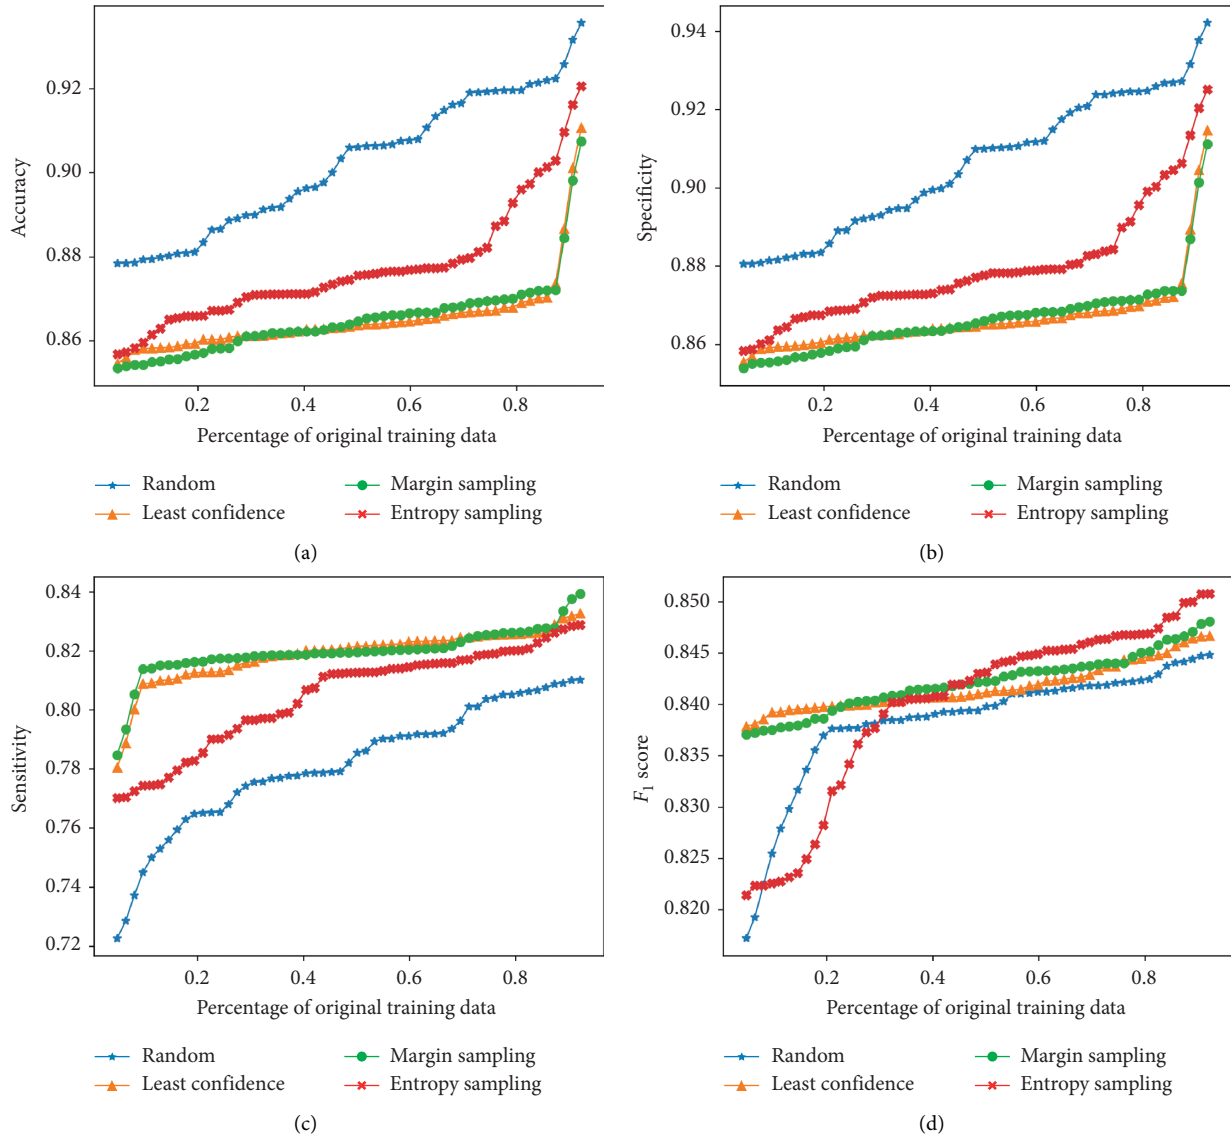 0.92
0.90
0.88
0.86
Accuracy
0.2
0.4
0.6
0.8
Percentage of original training data
Random
Margin sampling
Least confidence
Entropy sampling
(a)
0.94
0.92
0.90
0.88
0.86
Specificity
0.2
0.4
0.6
0.8
Percentage of original training data
Random
Margin sampling
Least confidence
Entropy sampling
(b)
0.84
0.82
0.80
0.78
0.76
0.74
0.72
Sensitivity
0.2
0.4
0.6
0.8
Percentage of original training data
Random
Margin sampling
Least confidence
Entropy sampling
(c)
0.850
0.845
0.840
0.835
0.830
0.825
0.820
F1 score
0.2
0.4
0.6
0.8
Percentage of original training data
Random
Margin sampling
Least confidence
Entropy sampling
(d)